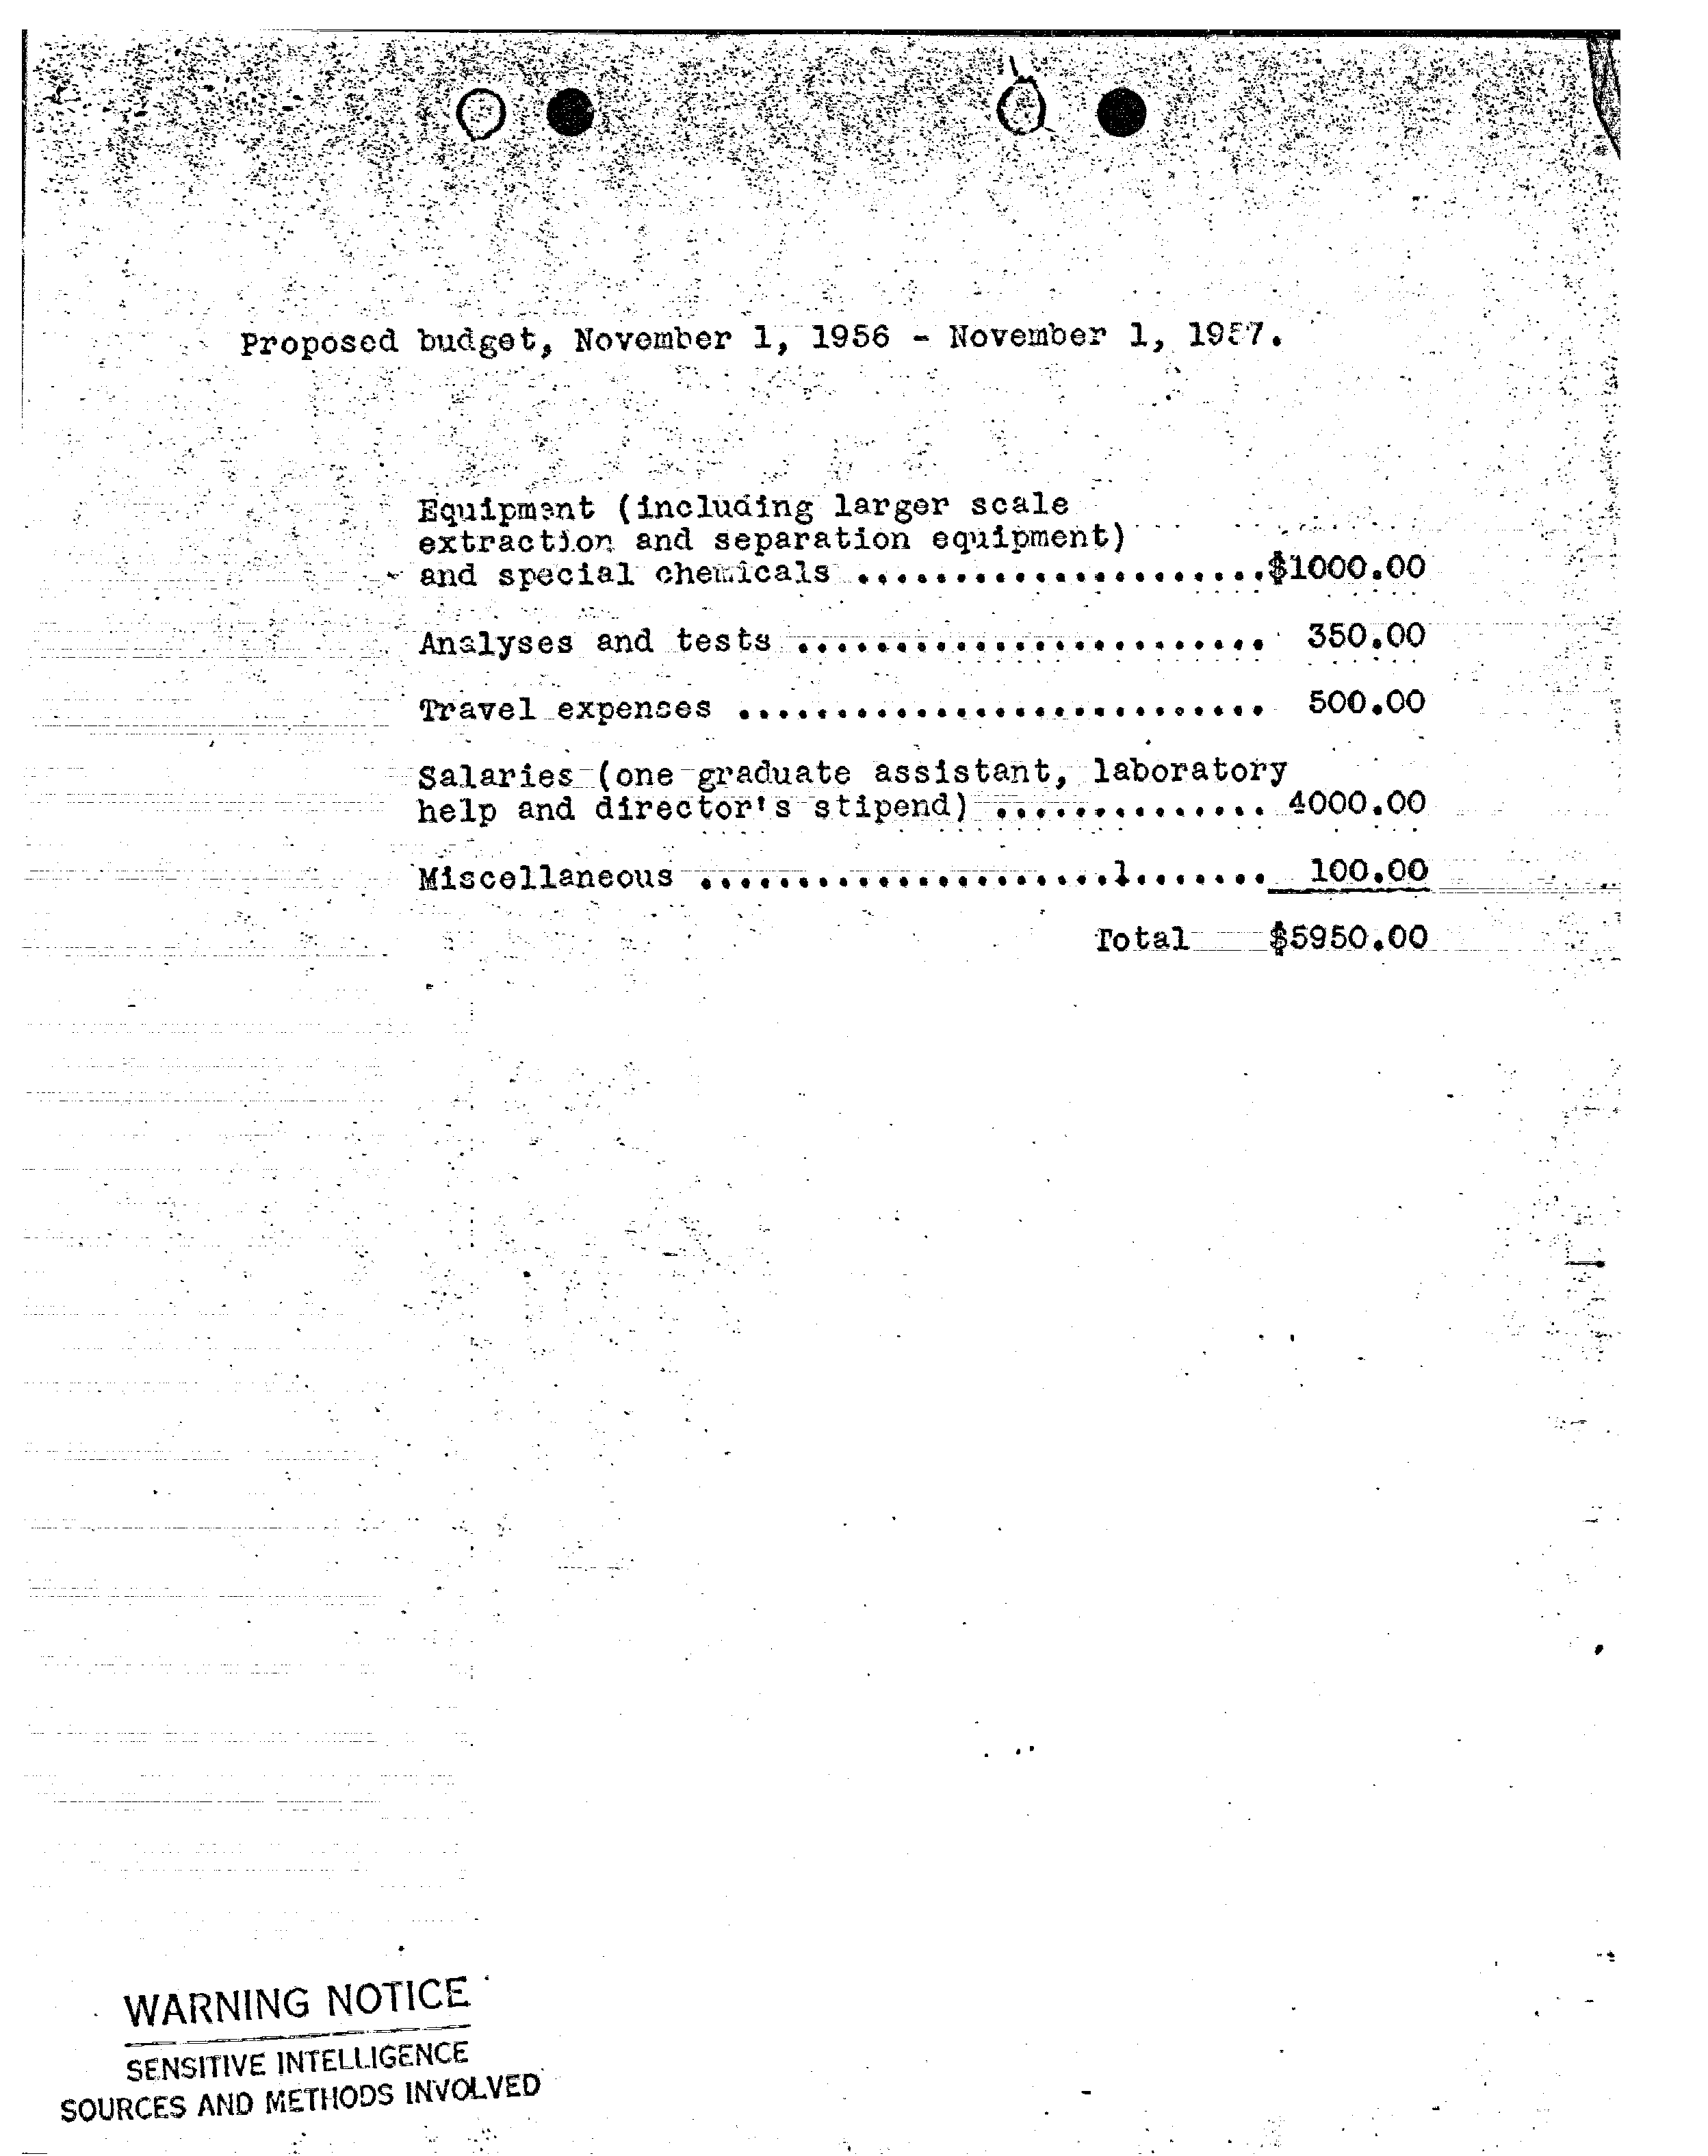 Proposed budget, November 1, 1956 - November 1, 1957.
Equipment (including larger scale
extraction and separation equipment)
and special chemicals .....................$1000.00
Analyses and tests ........................ 350.00
Travel expenses ........................... 500.00
Salaries (one graduate assistant, laboratory
help and director's stipend) .............. 4000.00
Miscellaneous .....................1....... 100.00
Total $5950.00
WARNING NOTICE
SENSITIVE INTELLIGENCE
SOURCES AND METHODS INVOLVED